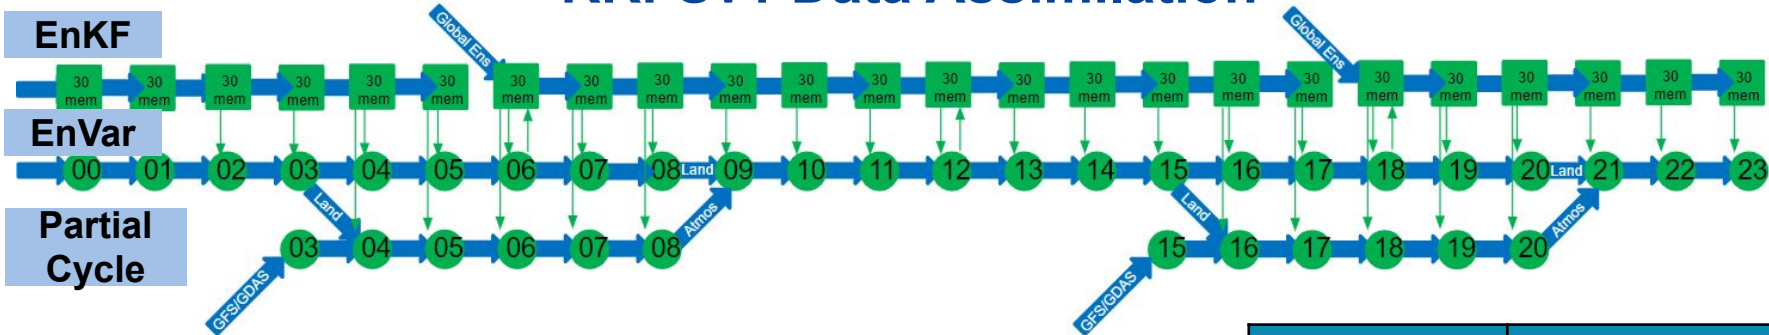 RRFSv1 Data Assimilation
EnKF
Global Ens
Global Ens
30 30 30 30 30 30 30 30 30 30 30 30 30 30 30 30 30 30 30 30 30 30 30 30
mem mem mem mem mem mem mem mem mem mem mem mem mem mem mem mem mem mem mem mem mem mem mem mem
EnVar
00 01 02 03 04 05 06 07 08 Land 09 10 11 12 13 14 15 16 17 18 19 20 Land 21 22 23
Partial
Cycle
Land
Atmos
Land
Atmos
03 04 05 06 07 08 15 16 17 18 19 20
GFS/GDAS
GFS/GDAS